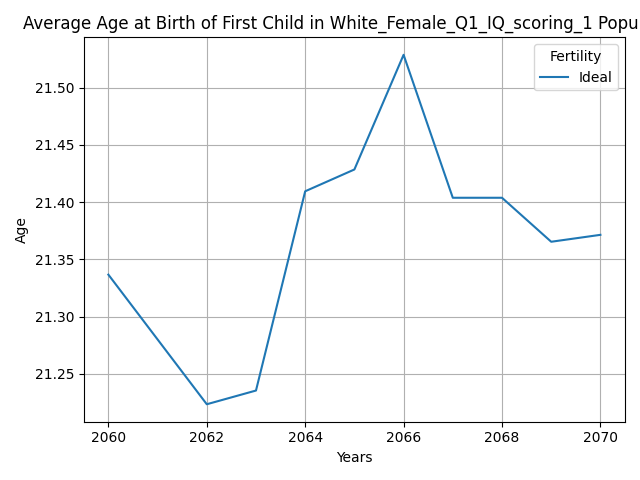 Average Age at Birth of First Child in White_Female_Q1_IQ_scoring_1 Popu
Fertility
Ideal
21.50
21.45
21.40
21.35
21.30
21.25
Age
2060 2062 2064 2066 2068 2070
Years